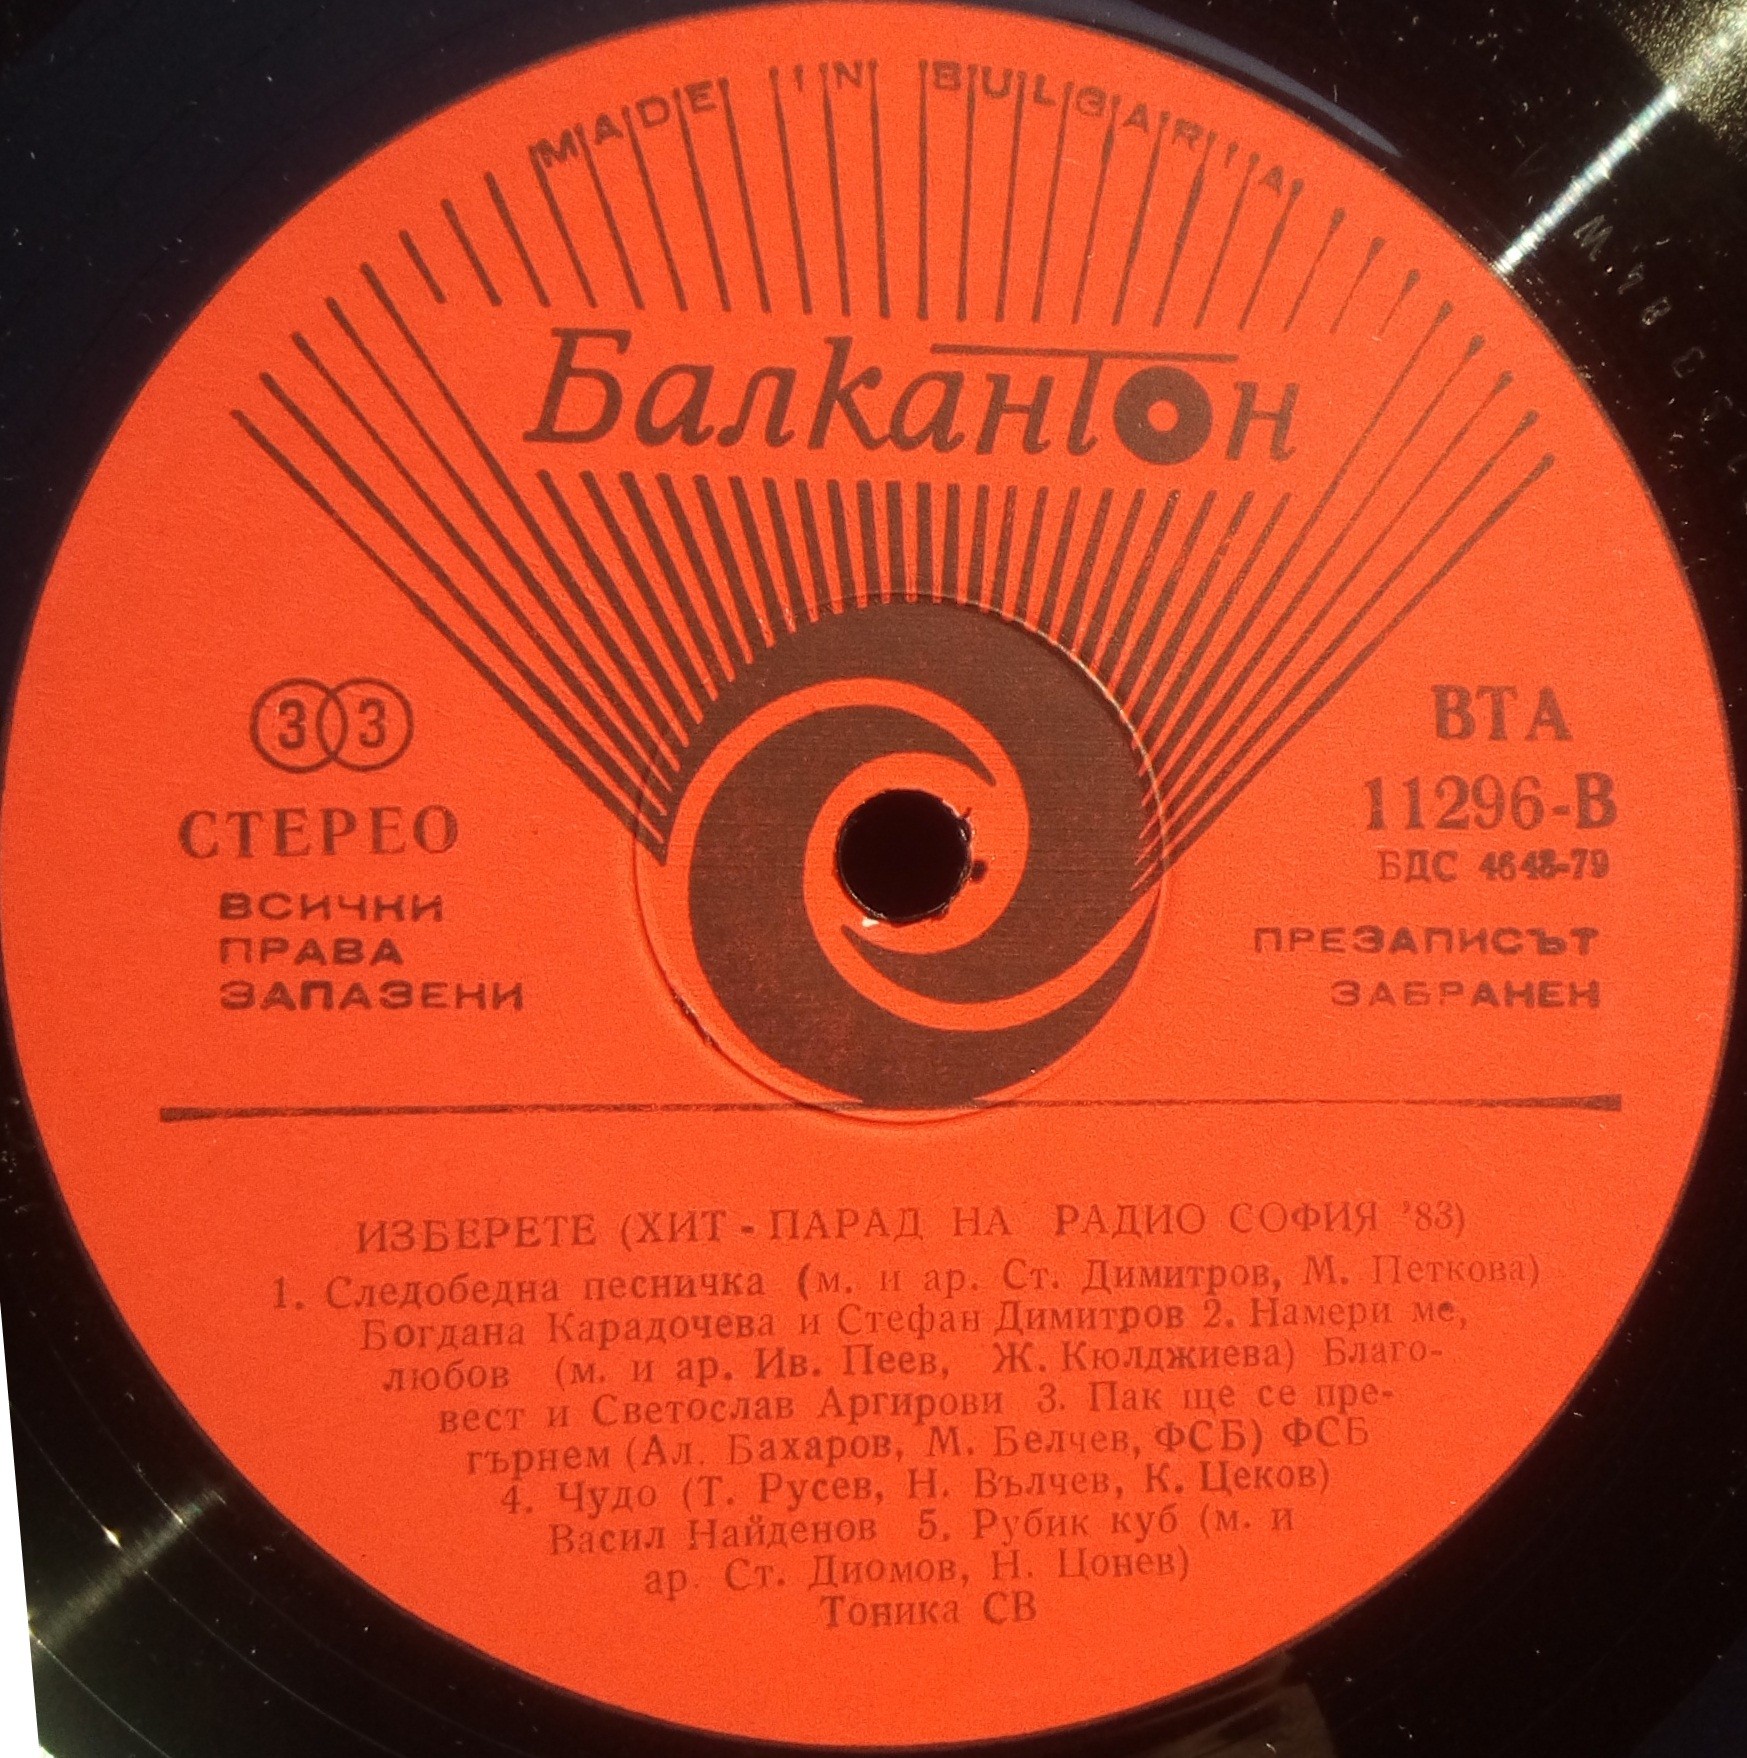 MADE IN BULGARIA
Балкантон
33
СТЕРЕО
ВСИЧКИ
ПРАВА
ЗАПАЗЕНИ
ВТА
11296-В
БДС 4648-79
ПРЕЗАПИСЪТ
ЗАБРАНЕН
ИЗБЕРЕТЕ (ХИТ - ПАРАД НА РАДИО СОФИЯ '83)
1. Следобедна песничка (м. и ар. Ст. Димитров, М. Петкова)
Богдана Карадочева и Стефан Димитров 2. Намери ме,
любов (м. и ар. Ив. Пеев, Ж. Кюлджиева) Благо-
вест и Светослав Аргирови 3. Пак ще се пре-
гърнем (Ал. Бахаров, М. Белчев, ФСБ) ФСБ
4. Чудо (Т. Русев, Н. Вълчев, К. Цеков)
Васил Найденов 5. Рубик куб (м. и
ар. Ст. Диомов, Н. Цонев)
Тоника СВ